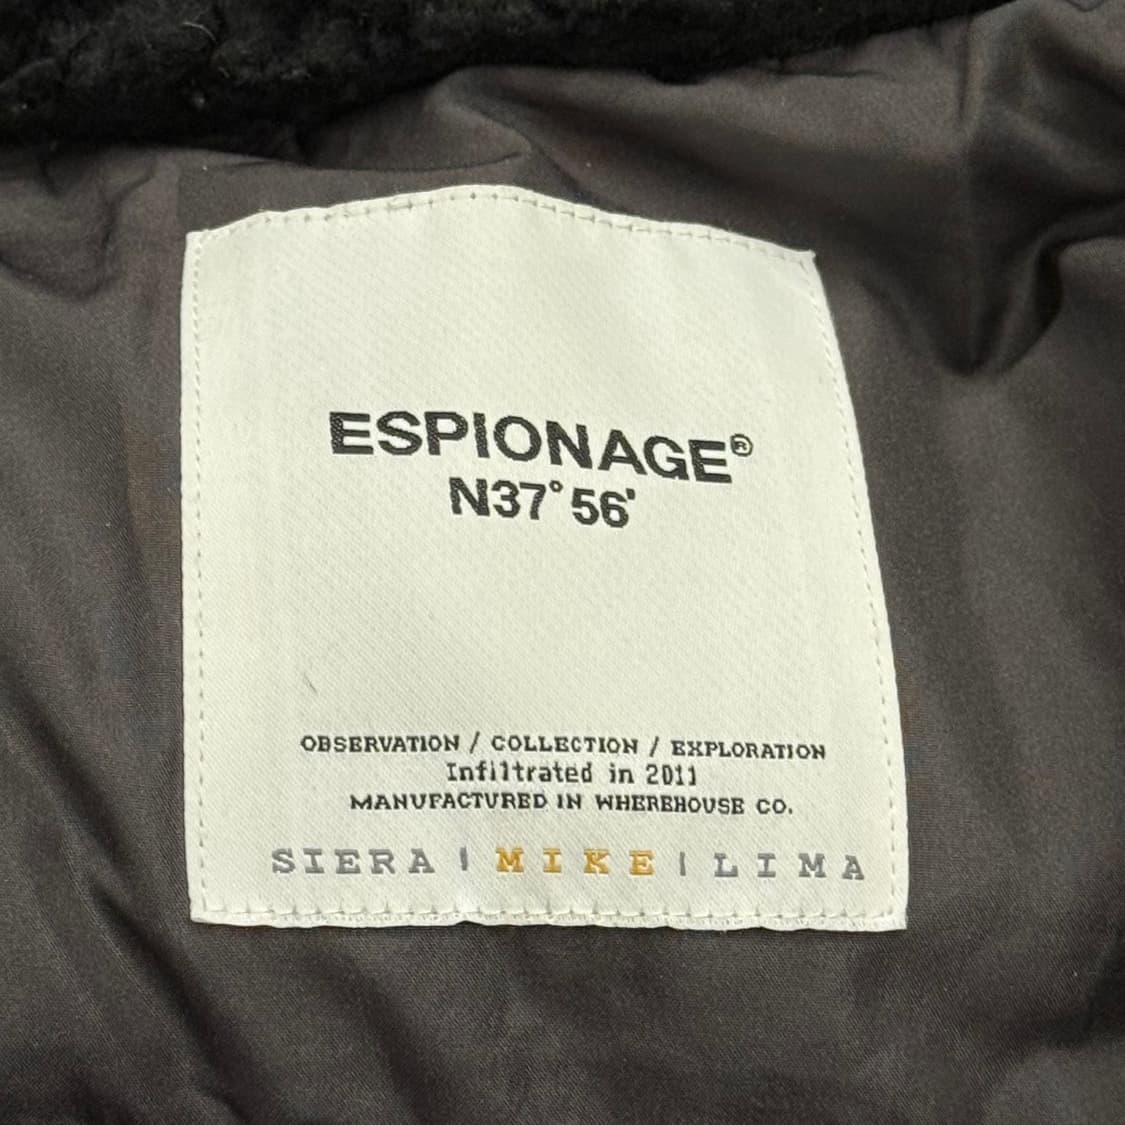 ESPIONAGE®
N37° 56'
OBSERVATION / COLLECTION / EXPLORATION
Infiltrated in 2011
MANUFACTURED IN WHEREHOUSE CO.
SIERA | MIKE | LIMA